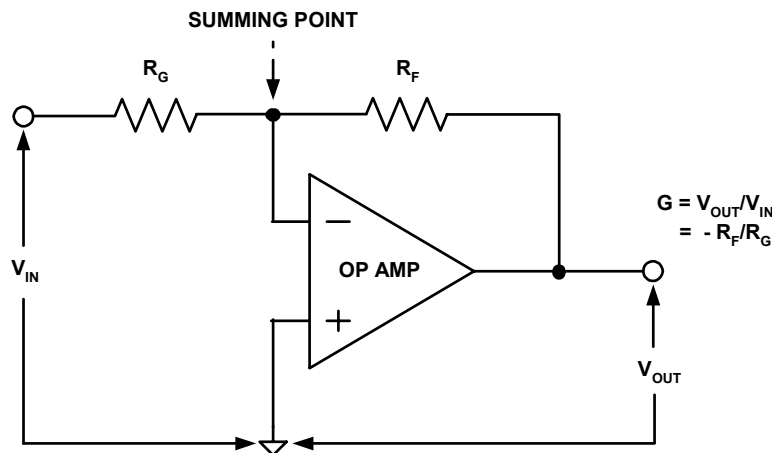 SUMMING POINT
R_G
R_F
G = V_OUT/V_IN
= - R_F/R_G
−
OP AMP
V_IN
+
V_OUT